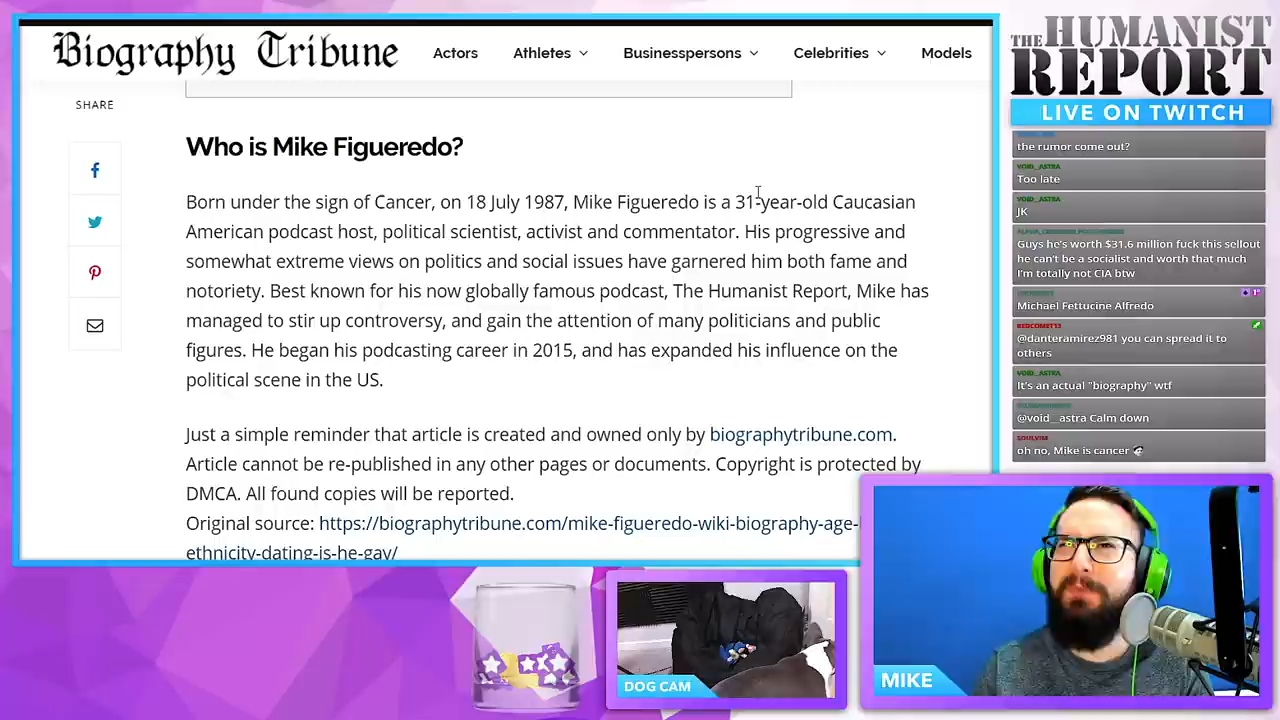 Biography Tribune
Actors
Athletes
Businesspersons
Celebrities
Models
SHARE
Who is Mike Figueredo?
Born under the sign of Cancer, on 18 July 1987, Mike Figueredo is a 31-year-old Caucasian
American podcast host, political scientist, activist and commentator. His progressive and
somewhat extreme views on politics and social issues have garnered him both fame and
notoriety. Best known for his now globally famous podcast, The Humanist Report, Mike has
managed to stir up controversy, and gain the attention of many politicians and public
figures. He began his podcasting career in 2015, and has expanded his influence on the
political scene in the US.
Just a simple reminder that article is created and owned only by biographytribune.com.
Article cannot be re-published in any other pages or documents. Copyright is protected by
DMCA. All found copies will be reported.
Original source: https://biographytribune.com/mike-figueredo-wiki-biography-age-
ethnicity-dating-is-he-gay/
THE HUMANIST
REPORT
LIVE ON TWITCH
the rumor come out?
VOID__ASTRA
Too late
VOID__ASTRA
JK
Guys he's worth $31.6 million fuck this sellout
he can't be a socialist and worth that much
I'm totally not CIA btw
Michael Fettucine Alfredo
REDCOMET13
@danteramirez981 you can spread it to
others
VOID__ASTRA
It's an actual "biography" wtf
@void__astra Calm down
SOULVIM
oh no, Mike is cancer
DOG CAM
MIKE